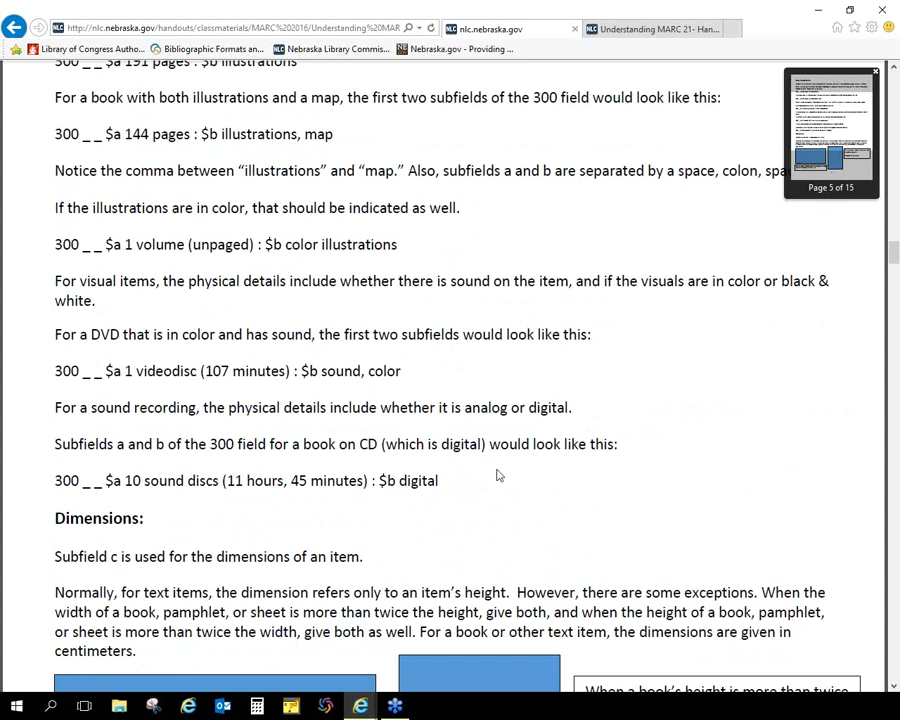 http://nlc.nebraska.gov/handouts/classmaterials/MARC%202016/Understanding%20MAR
nlc.nebraska.gov
Understanding MARC 21- Han...
Library of Congress Autho...
Bibliographic Formats an...
Nebraska Library Commis...
Nebraska.gov - Providing ...
300 _ _ $a 191 pages : $b illustrations
For a book with both illustrations and a map, the first two subfields of the 300 field would look like this:
300 _ _ $a 144 pages : $b illustrations, map
Notice the comma between “illustrations” and “map.” Also, subfields a and b are separated by a space, colon, spa
If the illustrations are in color, that should be indicated as well.
300 _ _ $a 1 volume (unpaged) : $b color illustrations
For visual items, the physical details include whether there is sound on the item, and if the visuals are in color or black &
white.
For a DVD that is in color and has sound, the first two subfields would look like this:
300 _ _ $a 1 videodisc (107 minutes) : $b sound, color
For a sound recording, the physical details include whether it is analog or digital.
Subfields a and b of the 300 field for a book on CD (which is digital) would look like this:
300 _ _ $a 10 sound discs (11 hours, 45 minutes) : $b digital
Dimensions:
Subfield c is used for the dimensions of an item.
Normally, for text items, the dimension refers only to an item’s height.  However, there are some exceptions. When the
width of a book, pamphlet, or sheet is more than twice the height, give both, and when the height of a book, pamphlet,
or sheet is more than twice the width, give both as well. For a book or other text item, the dimensions are given in
centimeters.
When a book’s height is more than twice
Page 5 of 15